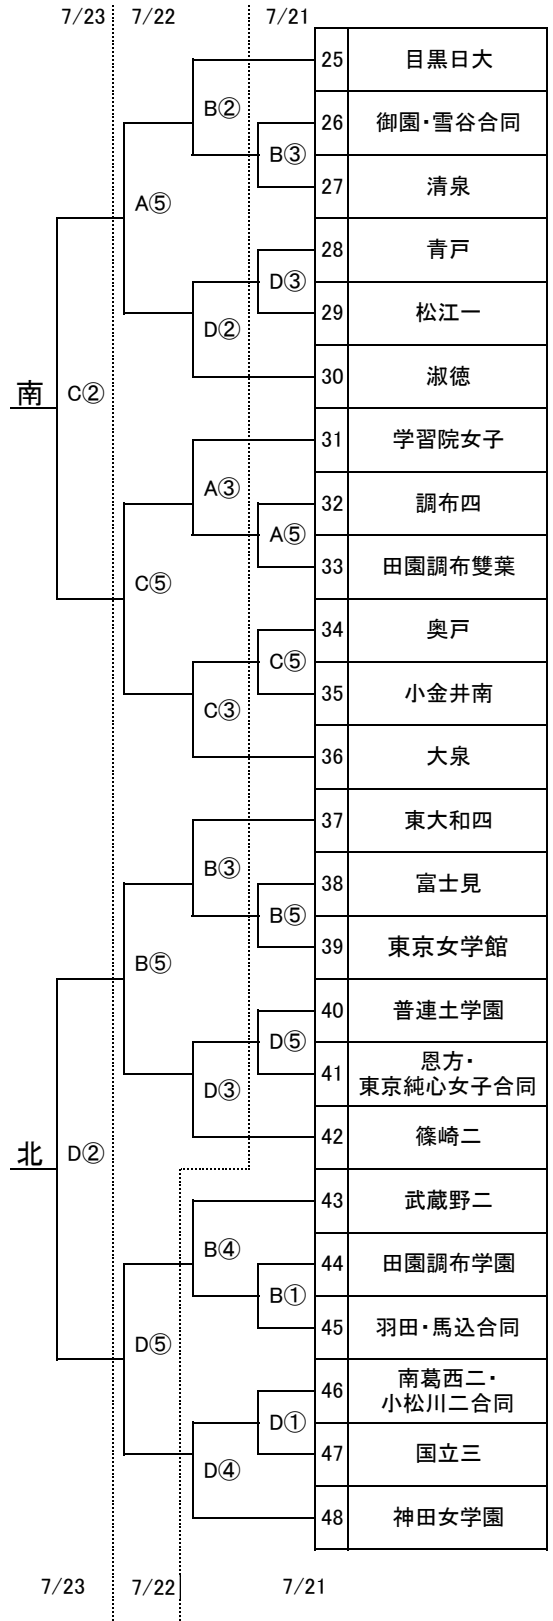 7/23 7/22 7/21
25 目黒日大
B②
26 御園・雪谷合同
B③
27 清泉
A⑤
28 青戸
D③
29 松江一
D②
30 淑徳
南 C②
31 学習院女子
A③
32 調布四
A⑤
33 田園調布雙葉
C⑤
34 奥戸
C⑤
35 小金井南
C③
36 大泉
37 東大和四
B③
38 富士見
B⑤
39 東京女学館
B⑤
40 普連土学園
D⑤
41 恩方・
東京純心女子合同
D③
42 篠崎二
北 D②
43 武蔵野二
B④
44 田園調布学園
B①
45 羽田・馬込合同
D⑤
46 南葛西二・
小松川二合同
D①
47 国立三
D④
48 神田女学園
7/23 7/22 7/21